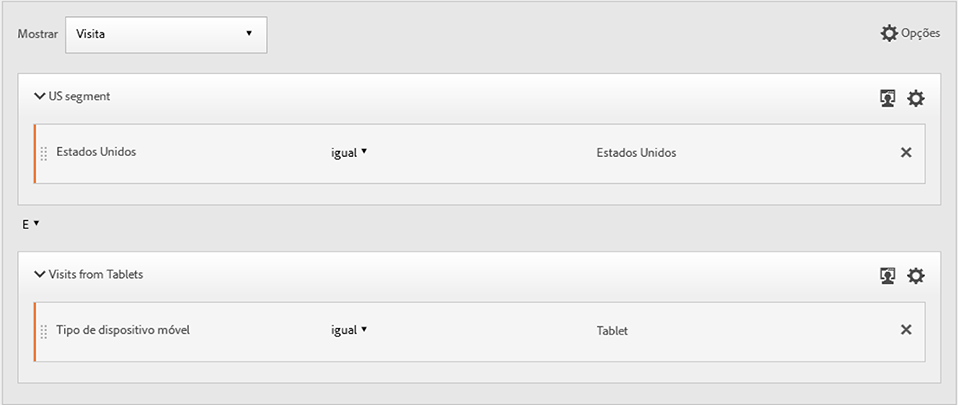 Mostrar Visita Opções
US segment
Estados Unidos igual Estados Unidos
E
Visits from Tablets
Tipo de dispositivo móvel igual Tablet